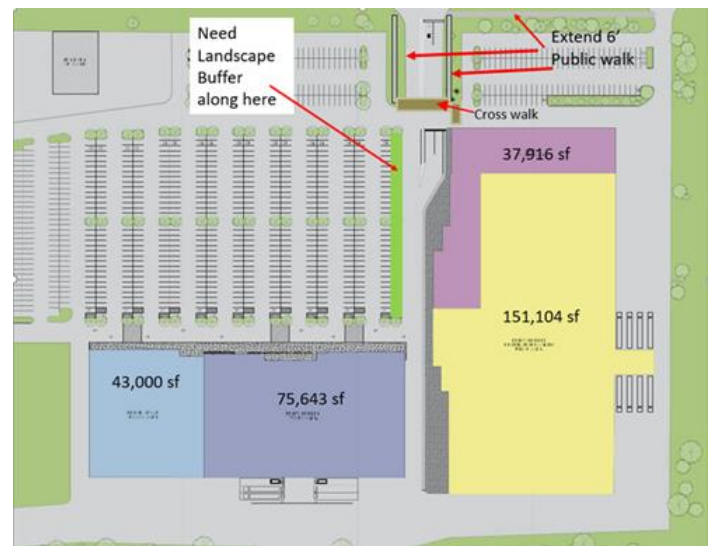 Need
Landscape
Buffer
along here
Extend 6’
Public walk
Cross walk
37,916 sf
151,104 sf
43,000 sf
75,643 sf